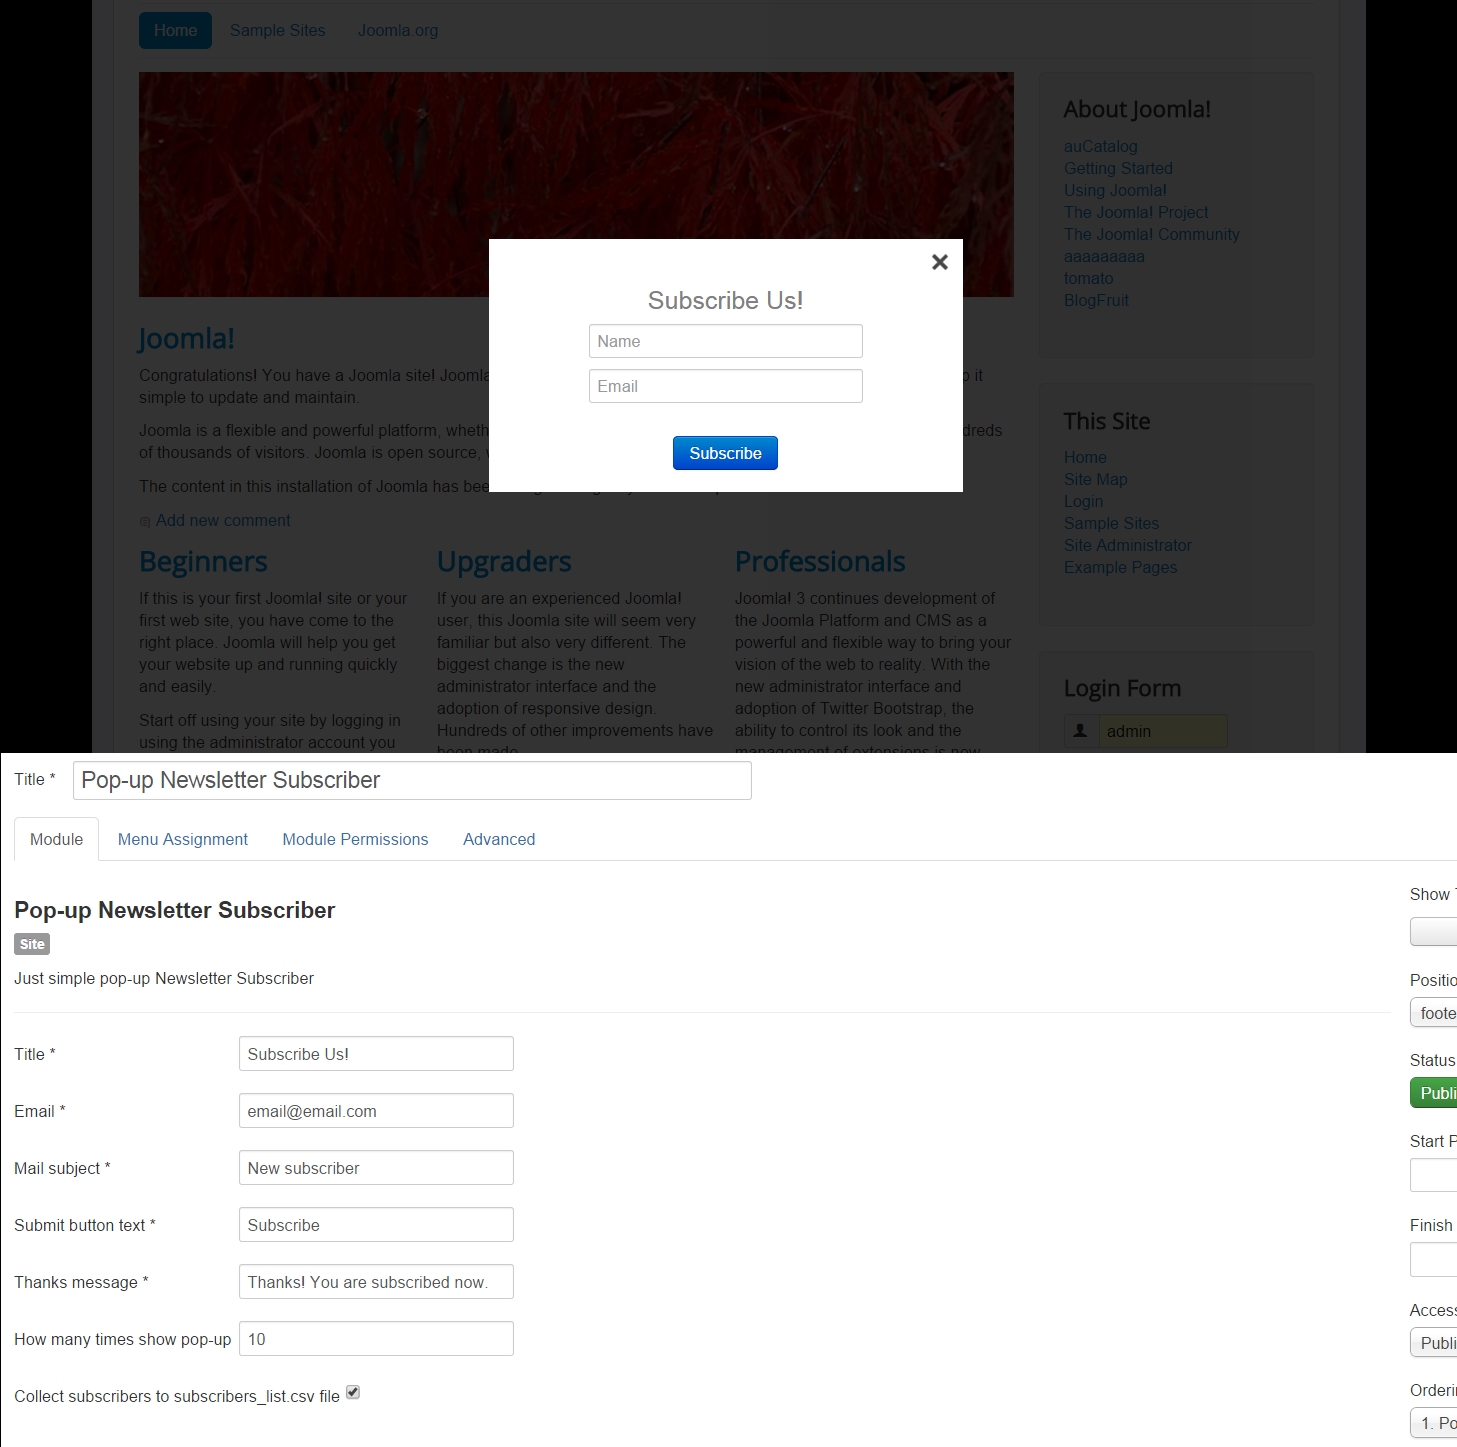 Home Sample Sites Joomla.org
About Joomla!
auCatalog
Getting Started
Using Joomla!
The Joomla! Project
The Joomla! Community
aaaaaaaaa
tomato
BlogFruit
Subscribe Us!
Name
Email
Subscribe
Joomla!
Congratulations! You have a Joomla site! Joomla
simple to update and maintain.
Joomla is a flexible and powerful platform,
of thousands of visitors. Joomla is open source,
The content in this installation of Joomla has
Add new comment
This Site
Home
Site Map
Login
Sample Sites
Site Administrator
Example Pages
Beginners
If this is your first Joomla! site or your
first web site, you have come to the
right place. Joomla will help you get
your website up and running quickly
and easily.
Start off using your site by logging in
using the administrator account you
Upgraders
If you are an experienced Joomla!
user, this Joomla site will seem very
familiar but also very different. The
biggest change is the new
administrator interface and the
adoption of responsive design.
Hundreds of other improvements have
been made.
Professionals
Joomla! 3 continues development of
the Joomla Platform and CMS as a
powerful and flexible way to bring your
vision of the web to reality. With the
new administrator interface and
adoption of Twitter Bootstrap, the
ability to control its look and the
management of extensions is now
Login Form
admin
Title * Pop-up Newsletter Subscriber
Module Menu Assignment Module Permissions Advanced
Pop-up Newsletter Subscriber
Site
Just simple pop-up Newsletter Subscriber
Title * Subscribe Us!
Email * email@email.com
Mail subject * New subscriber
Submit button text * Subscribe
Thanks message * Thanks! You are subscribed now.
How many times show pop-up 10
Collect subscribers to subscribers_list.csv file
Show
Positio
foote
Status
Publi
Start P
Finish
Access
Publi
Orderi
1. Po